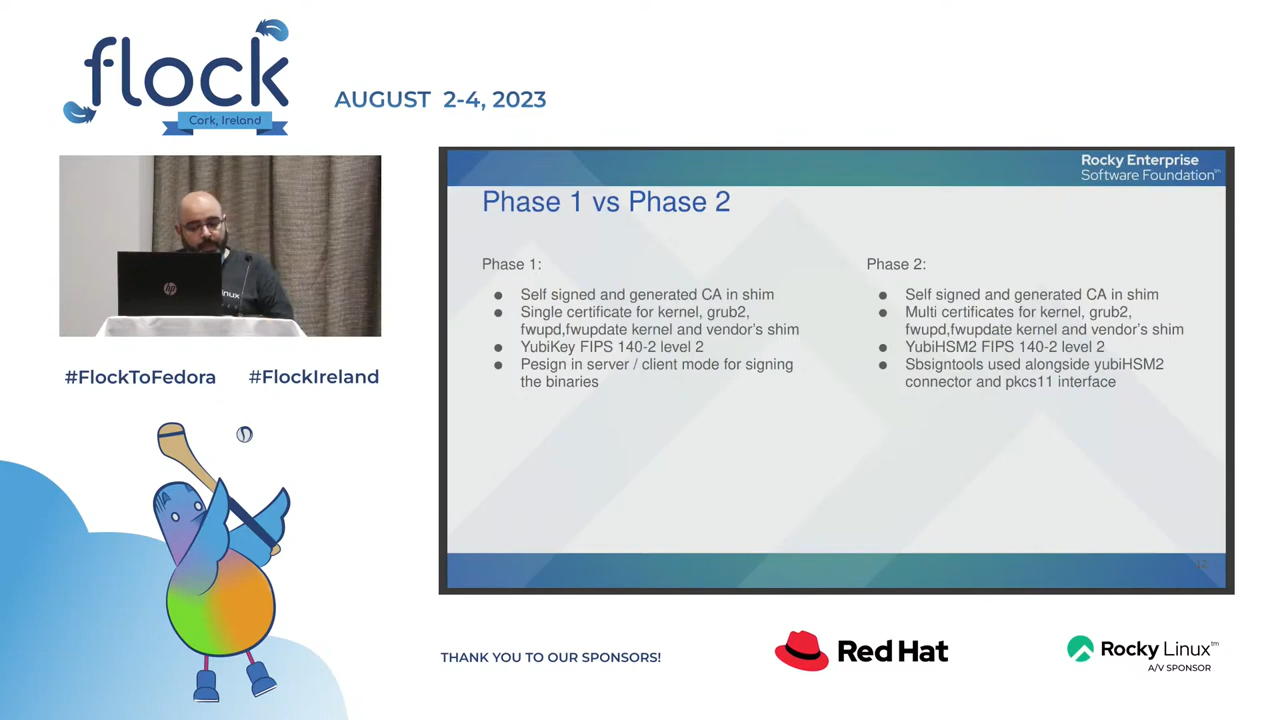 flock
Cork, Ireland
AUGUST 2-4, 2023
hp
#FlockToFedora #FlockIreland
Rocky Enterprise
Software Foundation℠
Phase 1 vs Phase 2
Phase 1:
● Self signed and generated CA in shim
● Single certificate for kernel, grub2,
fwupd,fwupdate kernel and vendor's shim
● YubiKey FIPS 140-2 level 2
● Pesign in server / client mode for signing
the binaries
Phase 2:
● Self signed and generated CA in shim
● Multi certificates for kernel, grub2,
fwupd,fwupdate kernel and vendor's shim
● YubiHSM2 FIPS 140-2 level 2
● Sbsigntools used alongside yubiHSM2
connector and pkcs11 interface
THANK YOU TO OUR SPONSORS!
Red Hat
Rocky Linux™
A/V SPONSOR